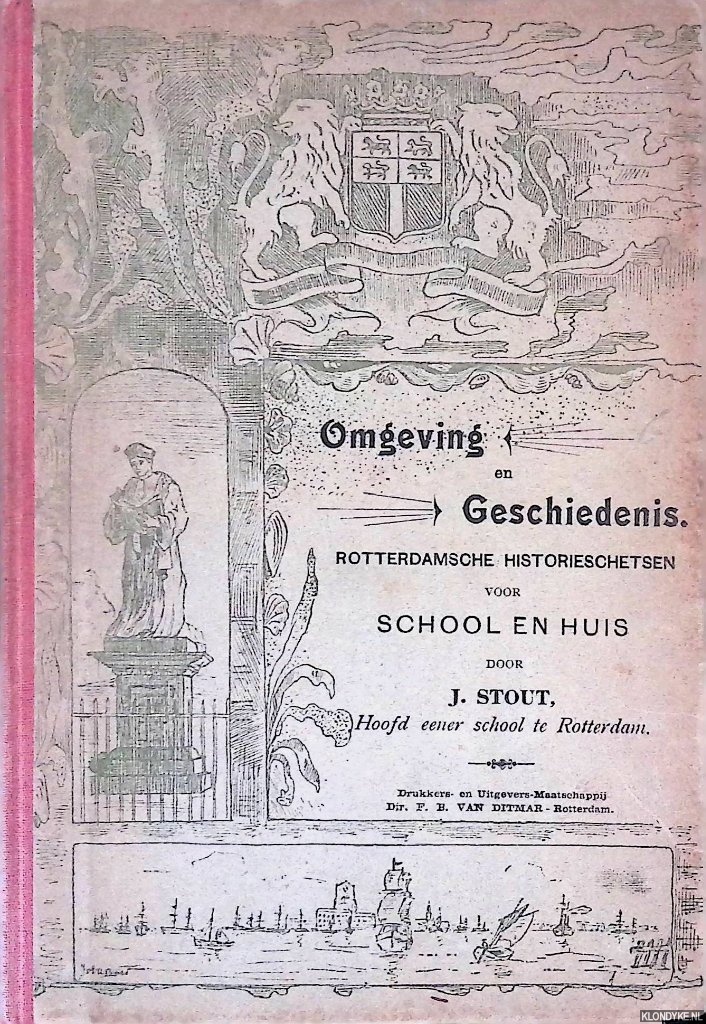 Omgeving
en
Geschiedenis.
ROTTERDAMSCHE HISTORIESCHETSEN
VOOR
SCHOOL EN HUIS
DOOR
J. STOUT,
Hoofd eener school te Rotterdam.
Drukkers- en Uitgevers-Maatschappij
Dir. F. B. VAN DITMAR - Rotterdam.
KLONDYKE.NL